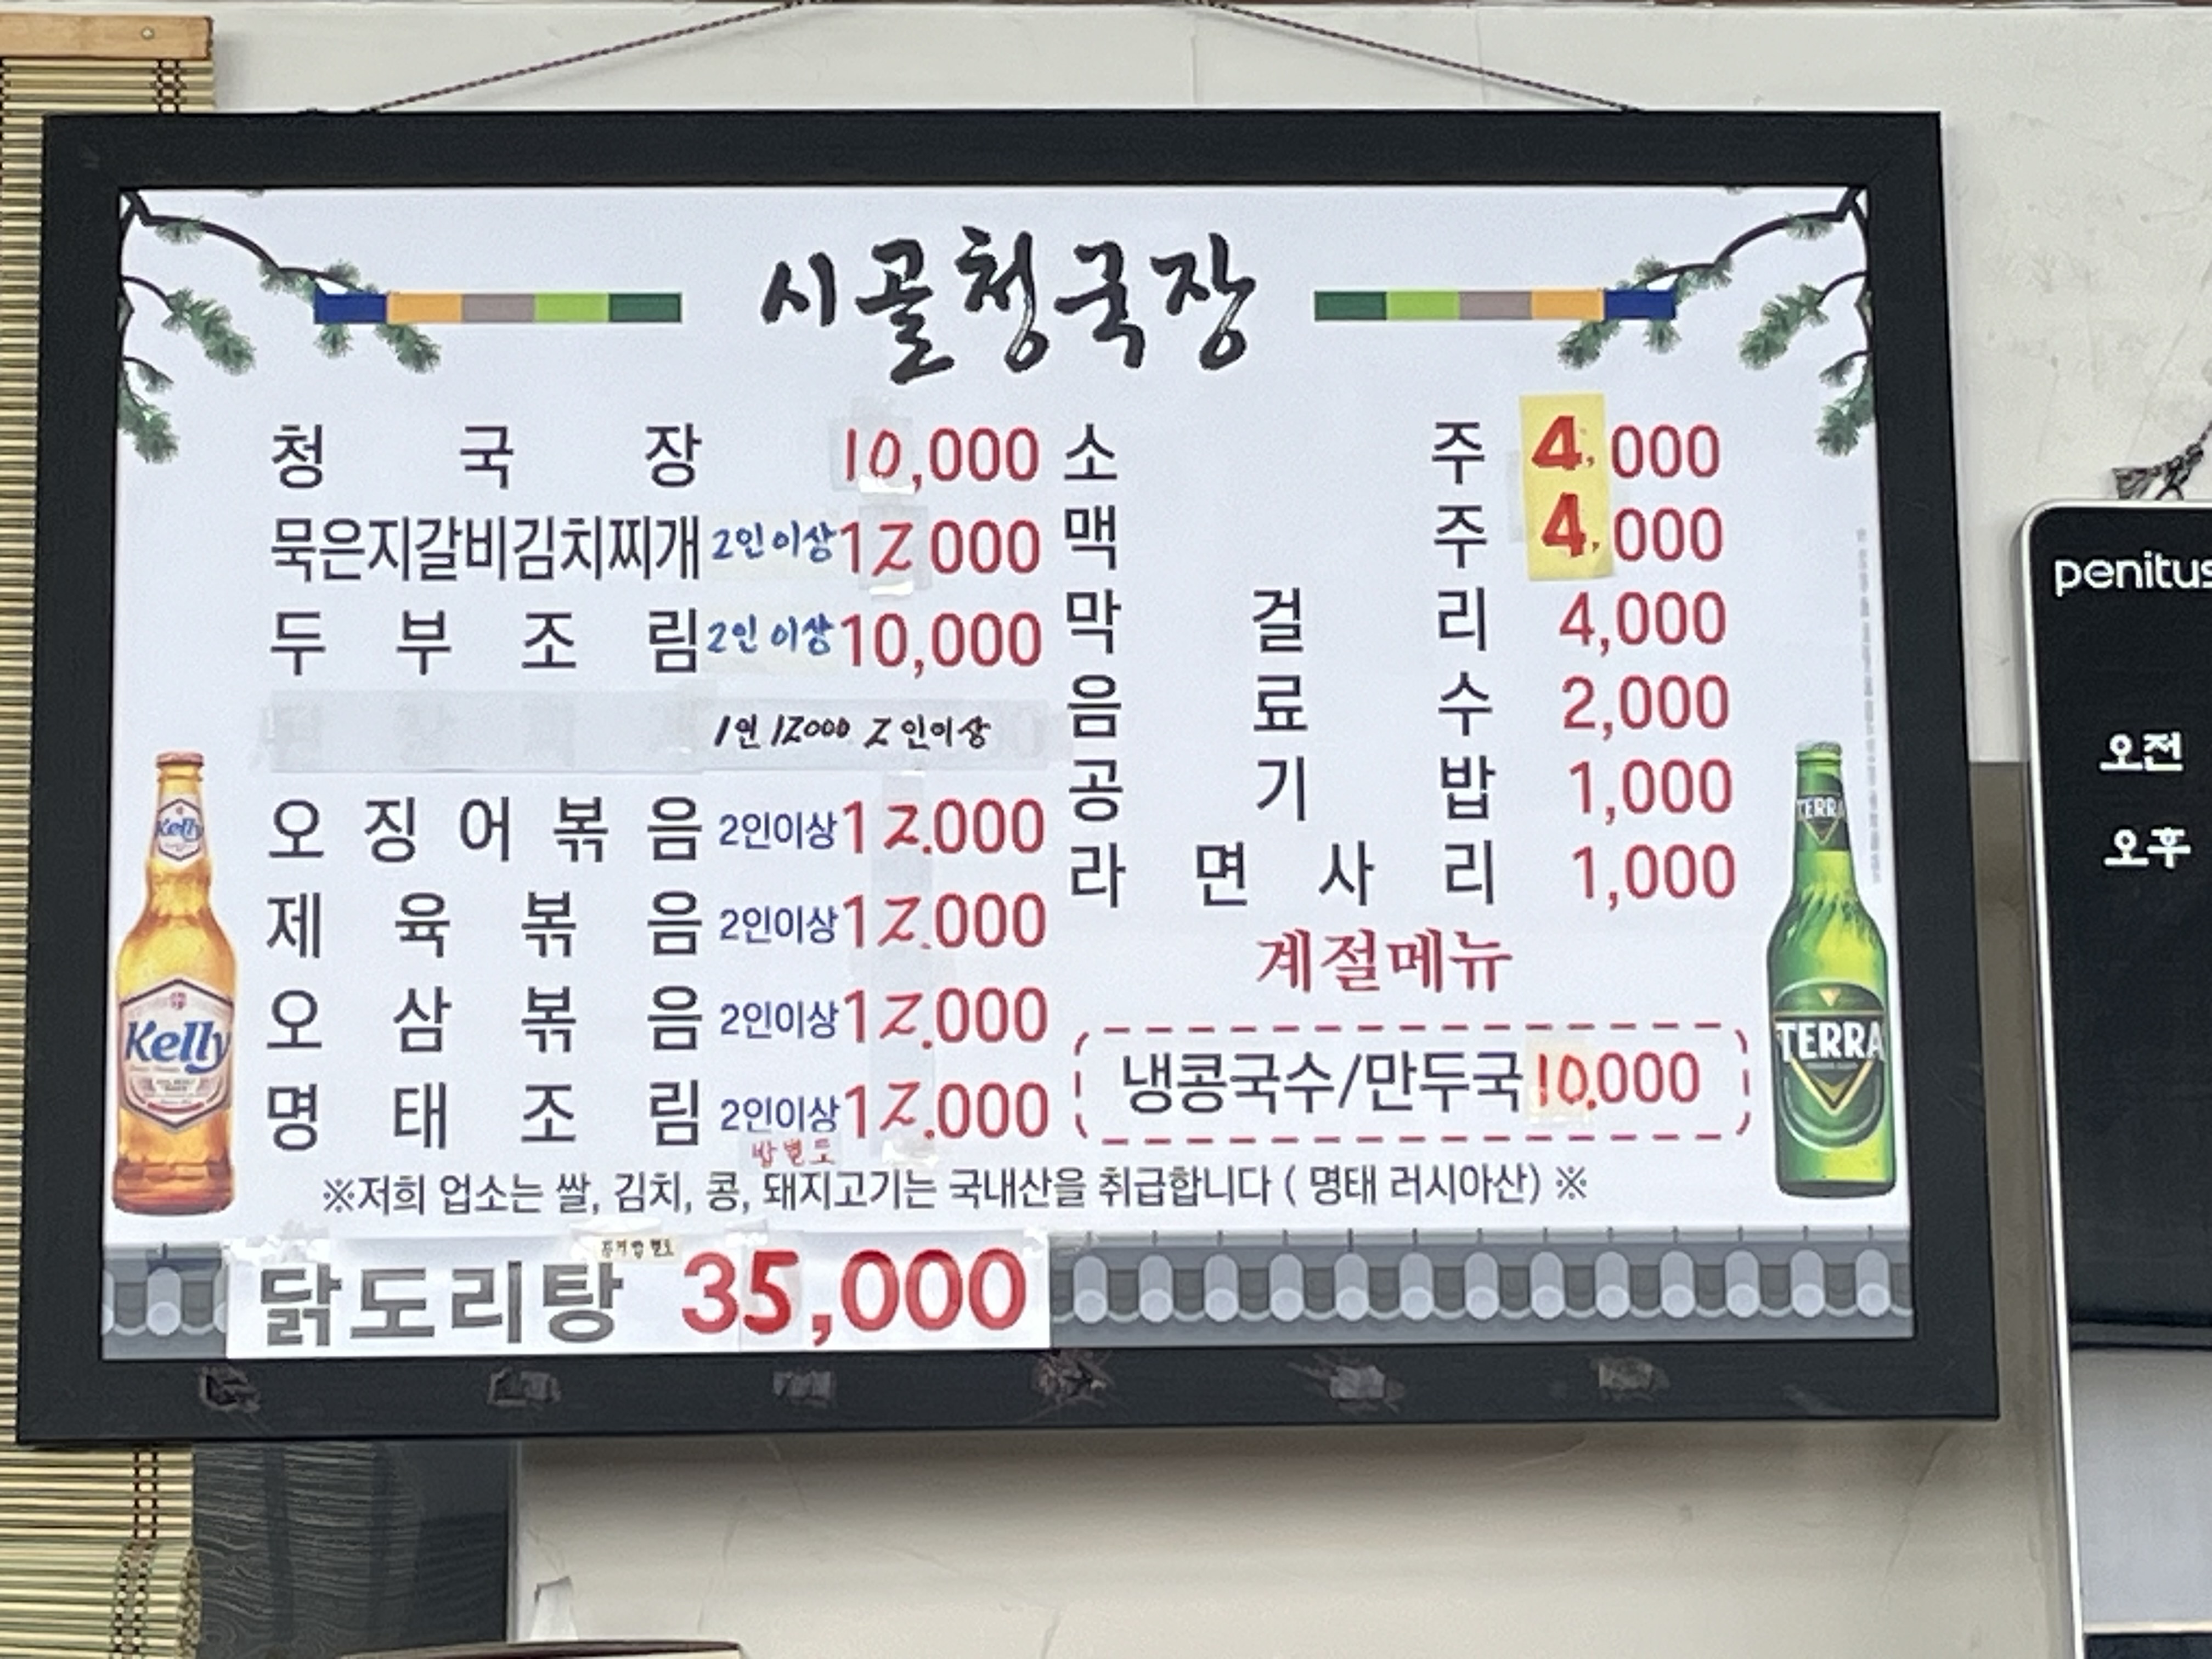 시골청국장
청국장 10,000
묵은지갈비김치찌개 2인이상 12000
두부조림 2인이상 10,000
1인 12000 2인이상
오징어볶음 2인이상 12.000
제육볶음 2인이상 12.000
오삼볶음 2인이상 12.000
명태조림 2인이상 12.000
밥별도
소주 4,000
맥주 4,000
막걸리 4,000
음료수 2,000
공기밥 1,000
라면사리 1,000
계절메뉴
냉콩국수/만두국 10.000
※저희 업소는 쌀, 김치, 콩, 돼지고기는 국내산을 취급합니다 ( 명태 러시아산) ※
공기밥 별도
닭도리탕 35,000
Kelly
Kelly
TERRA
TERRA
penitus
오전
오후